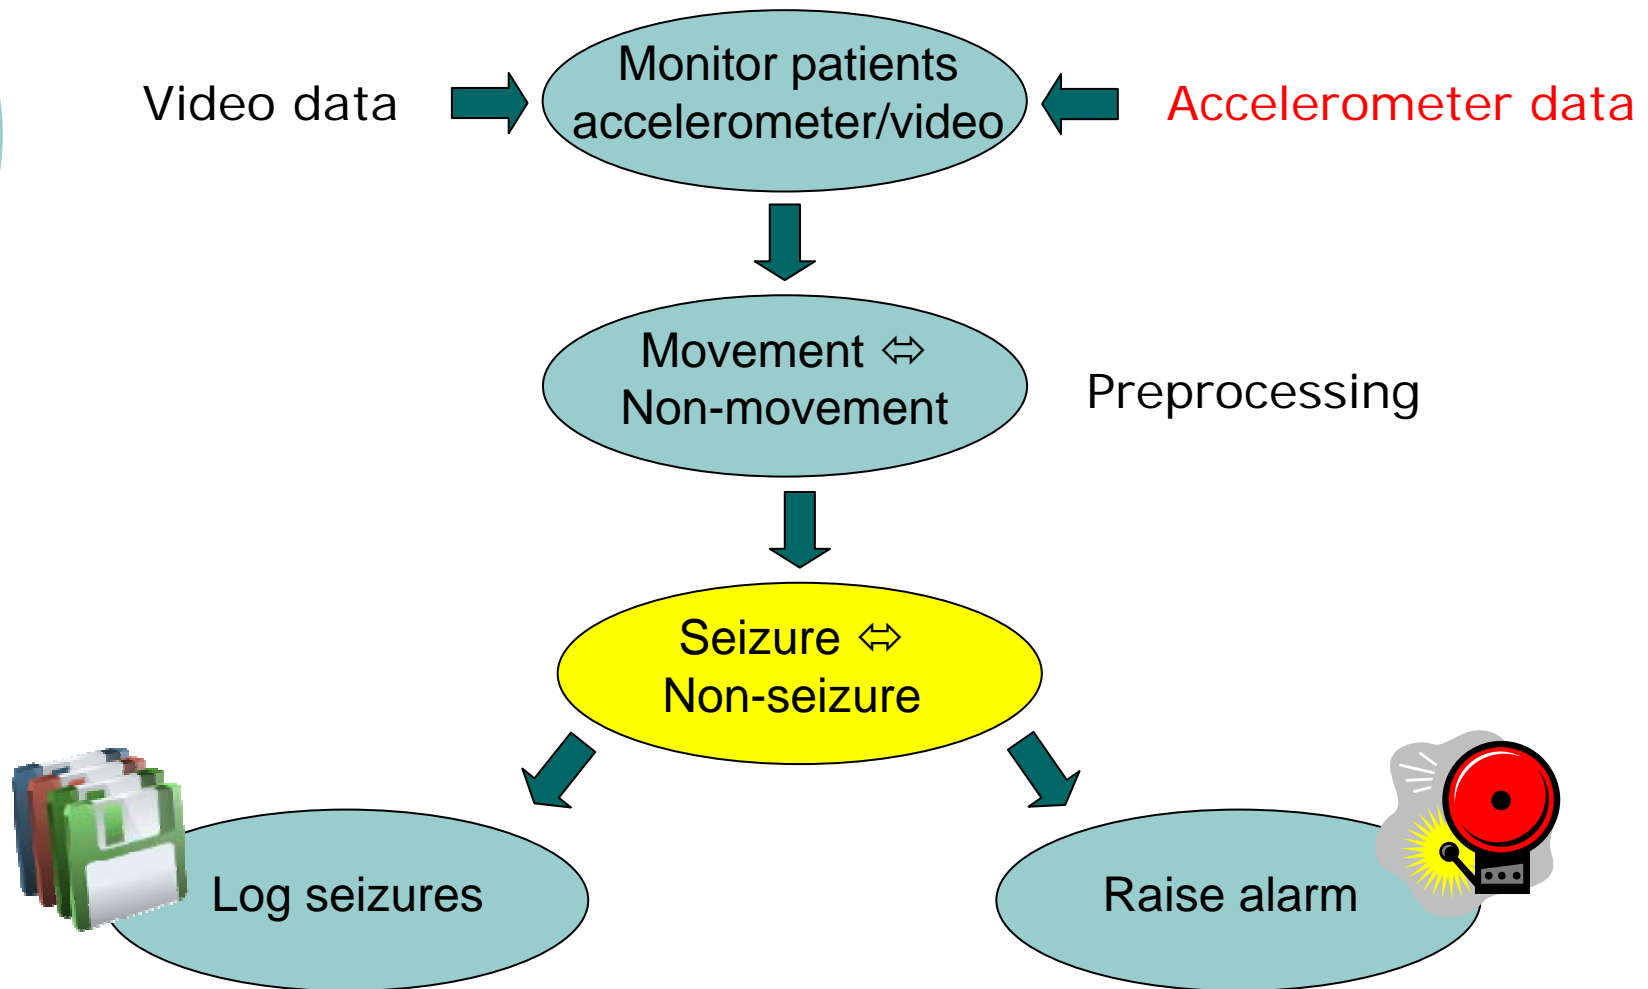 Monitor patients
accelerometer/video
Video data
Accelerometer data
Movement ⇔
Non-movement
Preprocessing
Seizure ⇔
Non-seizure
Log seizures
Raise alarm